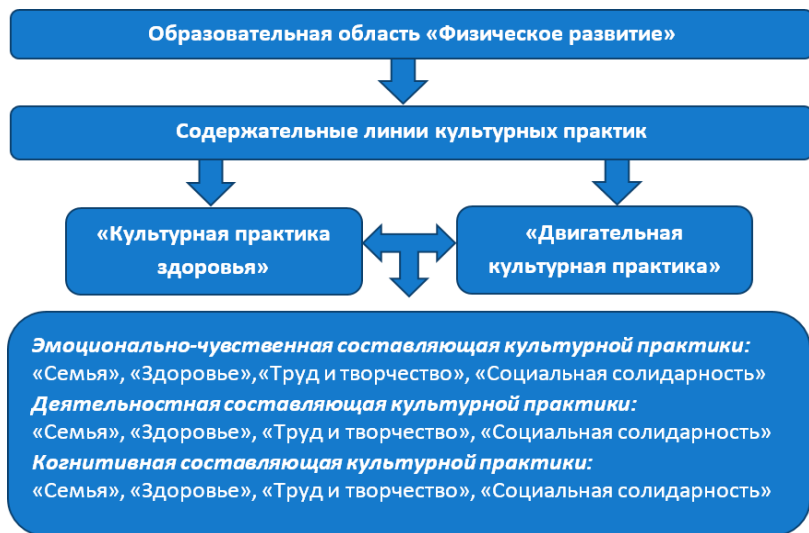 Образовательная область «Физическое развитие»
Содержательные линии культурных практик
«Культурная практика
здоровья»
«Двигательная
культурная практика»
Эмоционально-чувственная составляющая культурной практики:
«Семья», «Здоровье»,«Труд и творчество», «Социальная солидарность»
Деятельностная составляющая культурной практики:
«Семья», «Здоровье», «Труд и творчество», «Социальная солидарность»
Когнитивная составляющая культурной практики:
«Семья», «Здоровье», «Труд и творчество», «Социальная солидарность»